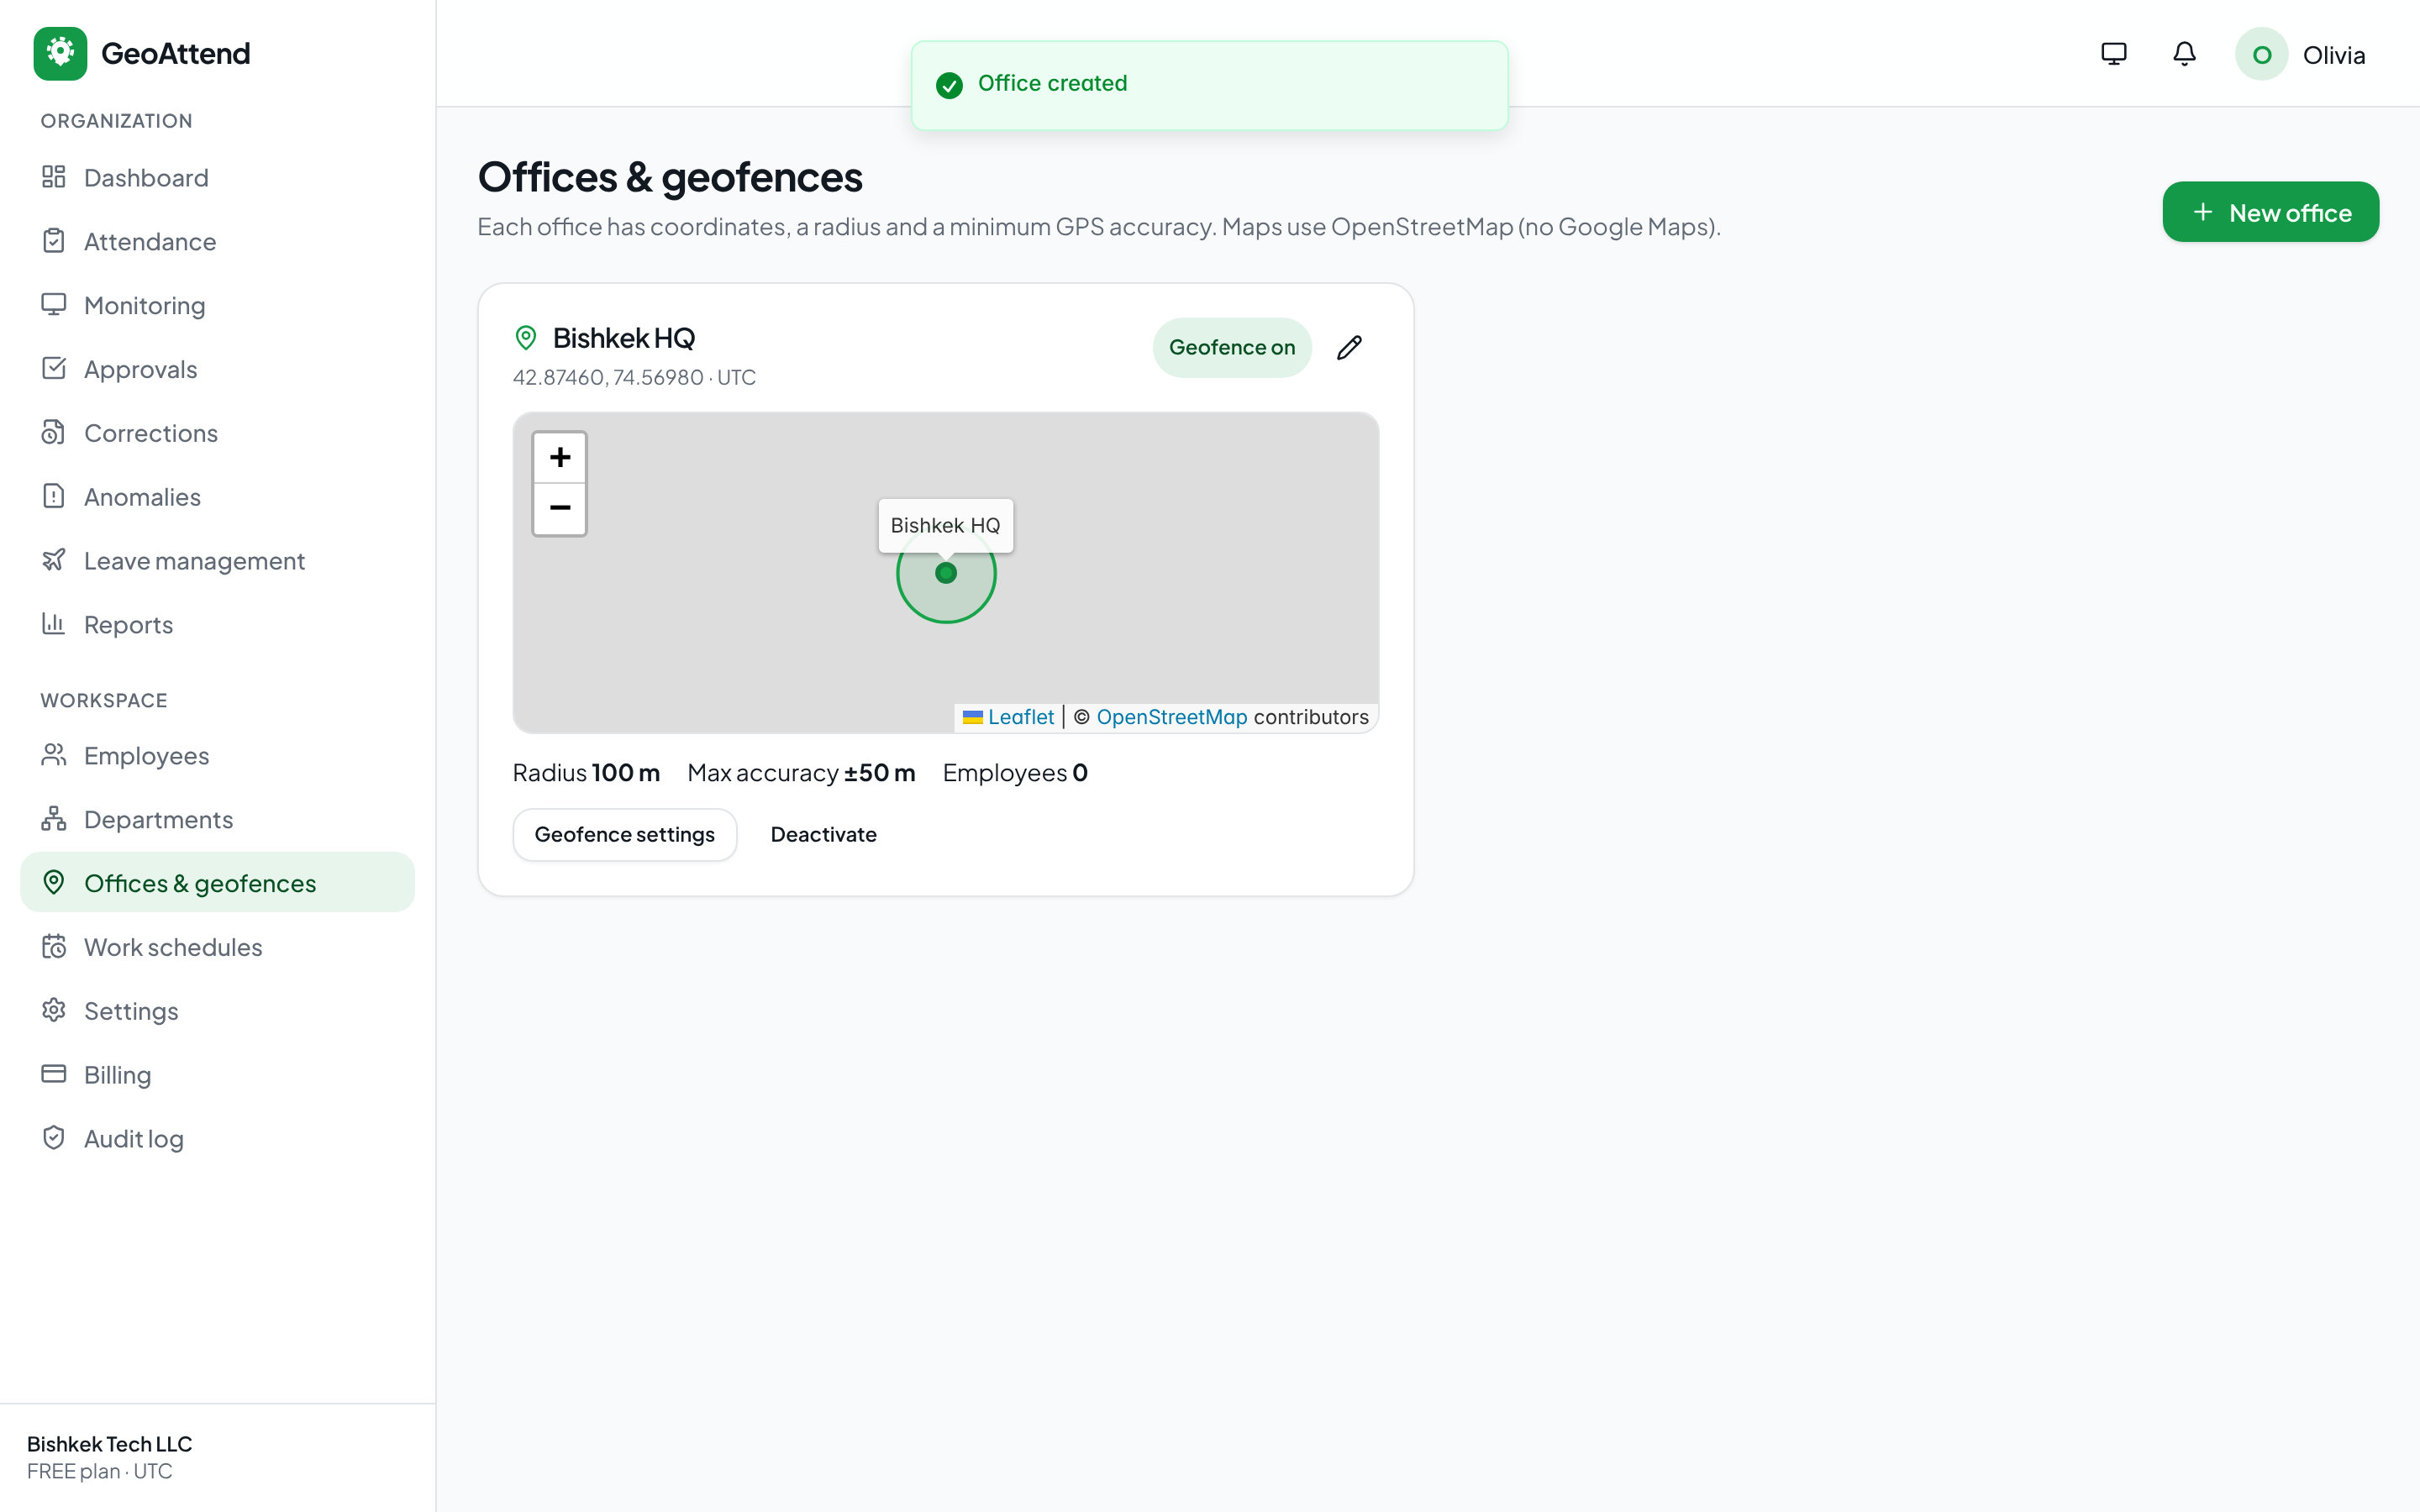 GeoAttend
ORGANIZATION
Dashboard
Attendance
Monitoring
Approvals
Corrections
Anomalies
Leave management
Reports
WORKSPACE
Employees
Departments
Offices & geofences
Work schedules
Settings
Billing
Audit log
Bishkek Tech LLC
FREE plan · UTC
Office created
O Olivia
Offices & geofences
Each office has coordinates, a radius and a minimum GPS accuracy. Maps use OpenStreetMap (no Google Maps).
+ New office
Bishkek HQ
Geofence on
42.87460, 74.56980 · UTC
+
−
Bishkek HQ
Leaflet | © OpenStreetMap contributors
Radius 100 m Max accuracy ±50 m Employees 0
Geofence settings Deactivate